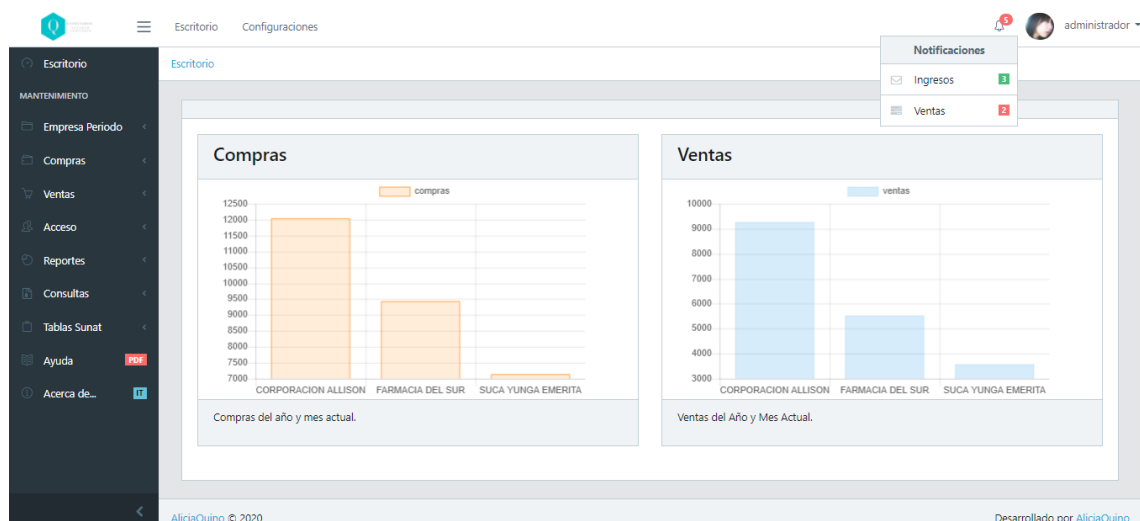 Escritorio Configuraciones 5 administrador
Notificaciones
Ingresos 3
Ventas 2
Escritorio
MANTENIMIENTO
Empresa Periodo
Compras
Ventas
Acceso
Reportes
Consultas
Tablas Sunat
Ayuda PDF
Acerca de... IT
Escritorio
Compras
compras
12500
12000
11500
11000
10500
10000
9500
9000
8500
8000
7500
7000
CORPORACION ALLISON FARMACIA DEL SUR SUCA YUNGA EMERITA
Compras del año y mes actual.
Ventas
ventas
10000
9000
8000
7000
6000
5000
4000
3000
CORPORACION ALLISON FARMACIA DEL SUR SUCA YUNGA EMERITA
Ventas del Año y Mes Actual.
AliciaQuino © 2020 Desarrollado por AliciaQuino